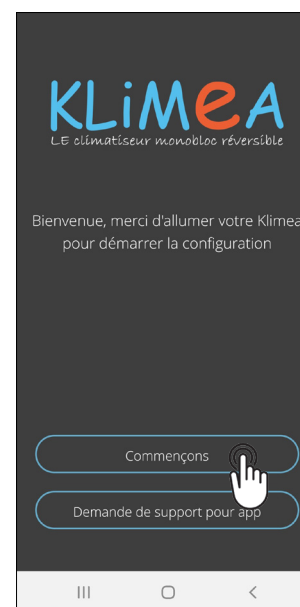 KLiMeA
LE climatiseur monobloc réversible
Bienvenue, merci d'allumer votre Klimea
pour démarrer la configuration
Commençons
Demande de support pour app